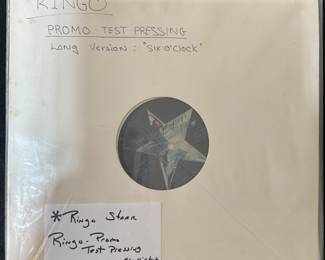 RINGO
PROMO - TEST PRESSING
Long Version: "Six O'Clock"
* Ringo Starr
Ringo - Promo
Test Pressing